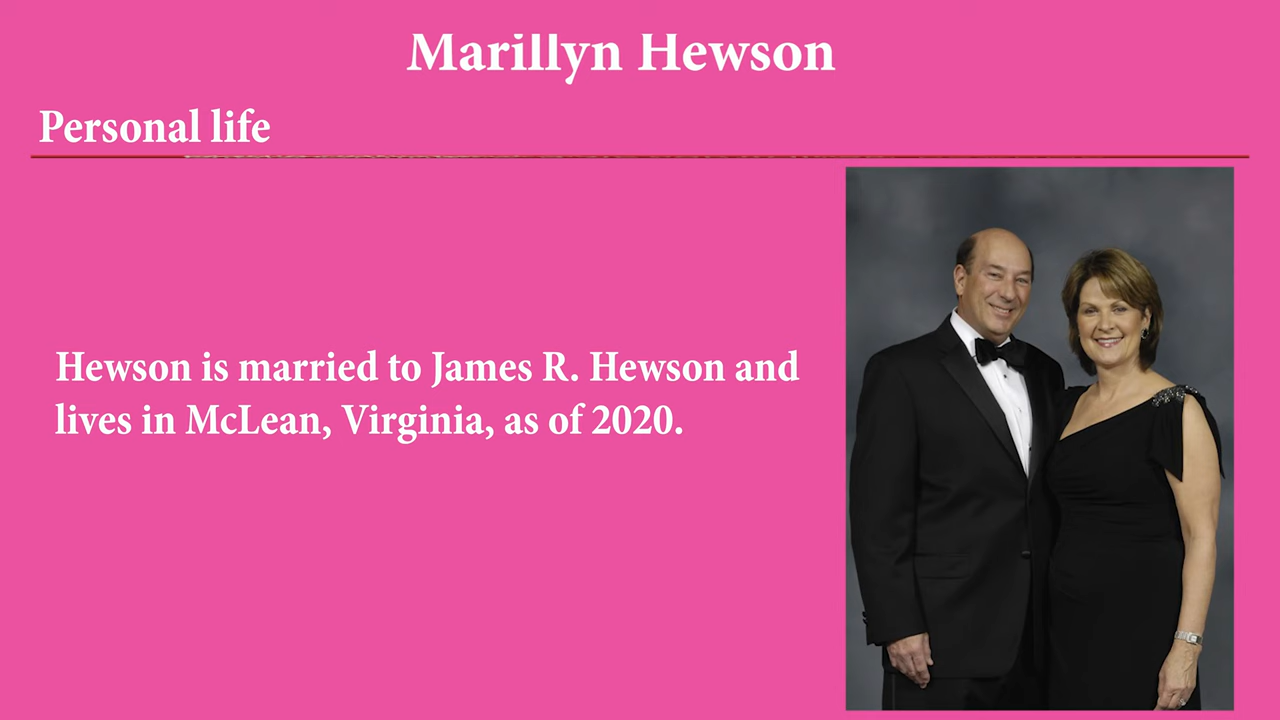 Marillyn Hewson
Personal life
Hewson is married to James R. Hewson and
lives in McLean, Virginia, as of 2020.